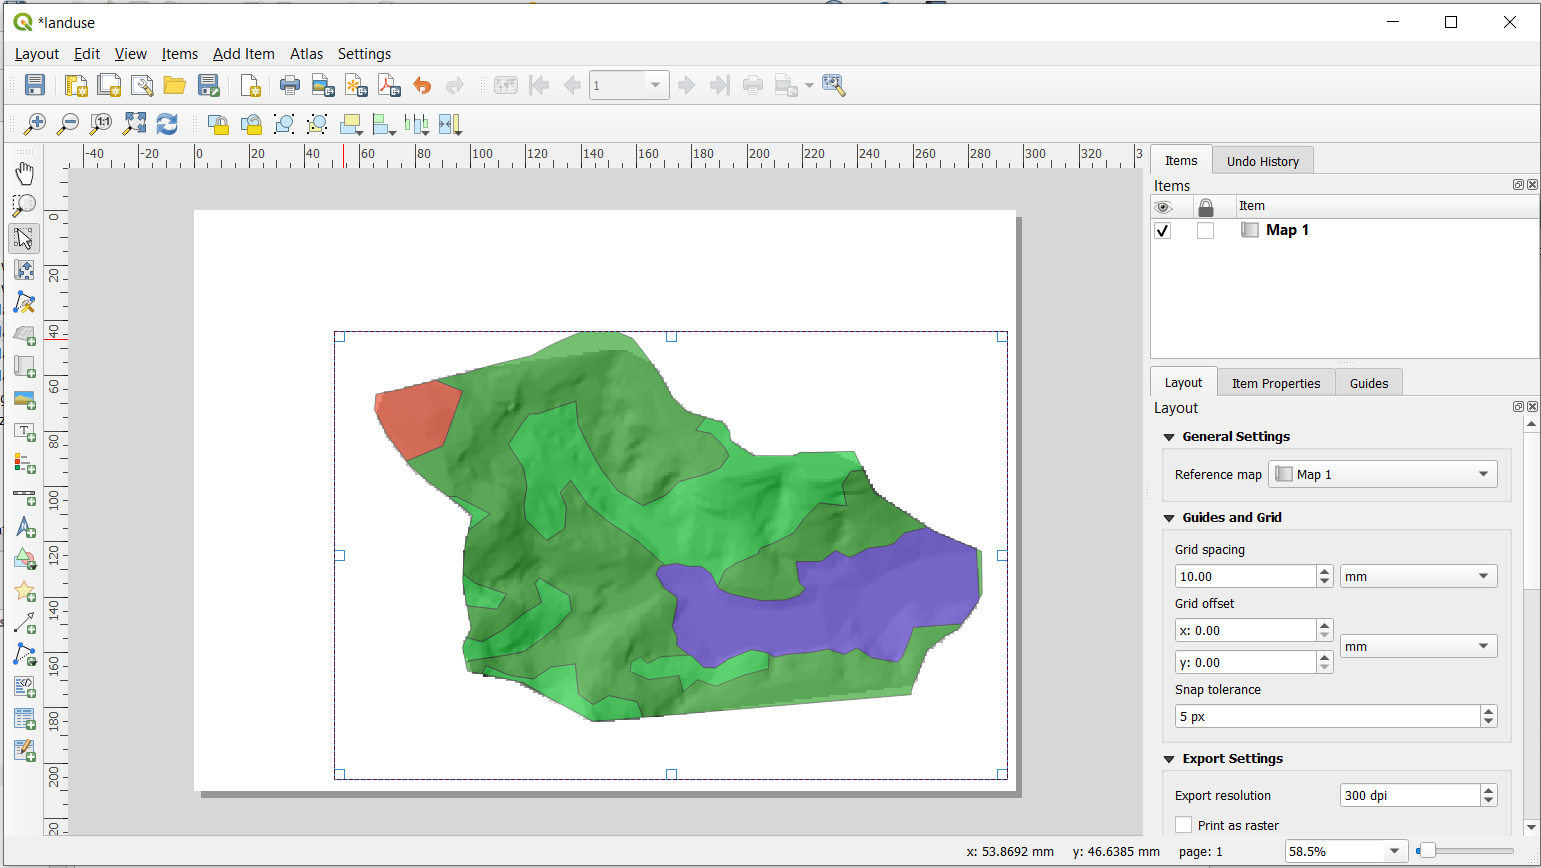 *landuse
Layout Edit View Items Add Item Atlas Settings
1
1:1
-40 -20 0 20 40 60 80 100 120 140 160 180 200 220 240 260 280 300 320 3
0
20
40
60
80
100
120
140
160
180
200
220
T
Items Undo History
Items
Item
Map 1
Layout Item Properties Guides
Layout
General Settings
Reference map Map 1
Guides and Grid
Grid spacing
10.00 mm
Grid offset
x: 0.00
mm
y: 0.00
Snap tolerance
5 px
Export Settings
Export resolution 300 dpi
Print as raster
x: 53.8692 mm y: 46.6385 mm page: 1 58.5%